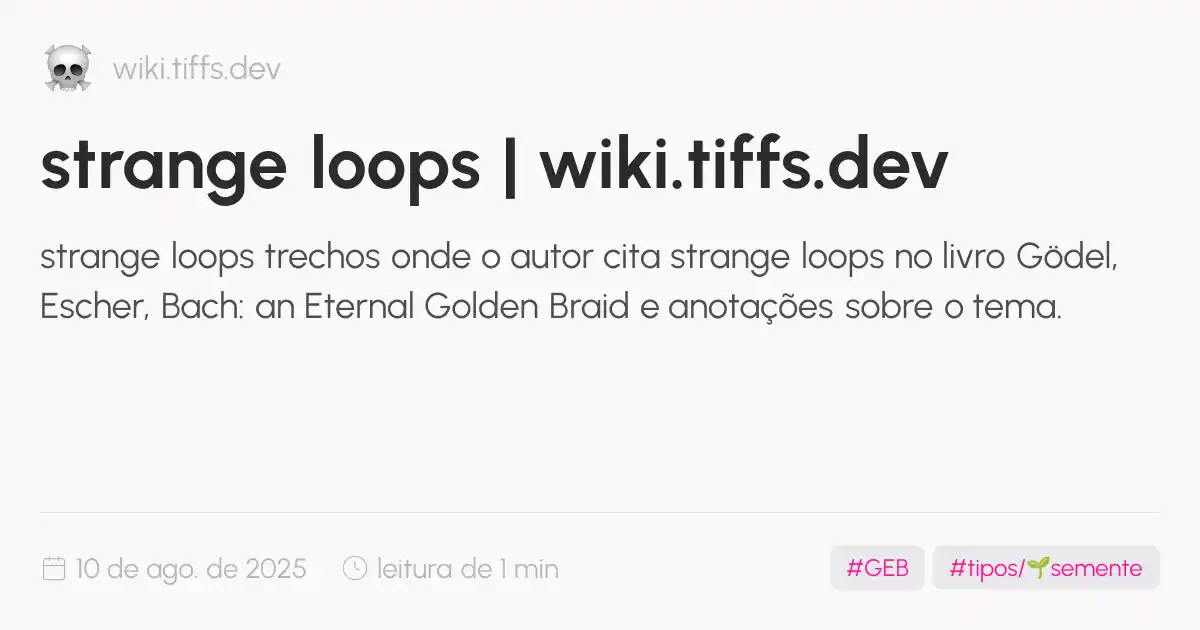 wiki.tiffs.dev
strange loops | wiki.tiffs.dev
strange loops trechos onde o autor cita strange loops no livro Gödel,
Escher, Bach: an Eternal Golden Braid e anotações sobre o tema.
10 de ago. de 2025 leitura de 1 min #GEB #tipos/🌱semente